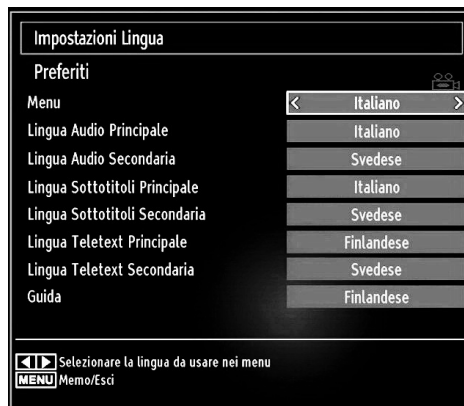 Impostazioni Lingua
Preferiti
Menu < Italiano >
Lingua Audio Principale Italiano
Lingua Audio Secondaria Svedese
Lingua Sottotitoli Principale Italiano
Lingua Sottotitoli Secondaria Svedese
Lingua Teletext Principale Finlandese
Lingua Teletext Secondaria Svedese
Guida Finlandese
Selezionare la lingua da usare nei menu
MENU Memo/Esci